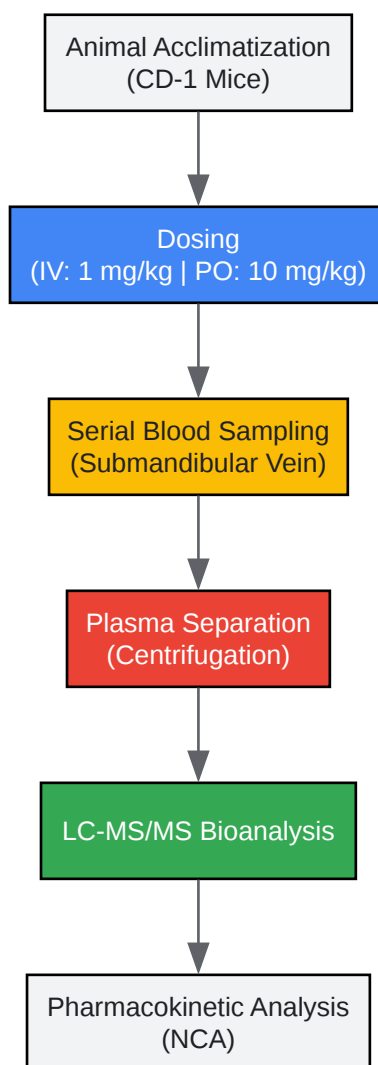 Animal Acclimatization
(CD-1 Mice)
Dosing
(IV: 1 mg/kg | PO: 10 mg/kg)
Serial Blood Sampling
(Submandibular Vein)
Plasma Separation
(Centrifugation)
LC-MS/MS Bioanalysis
Pharmacokinetic Analysis
(NCA)